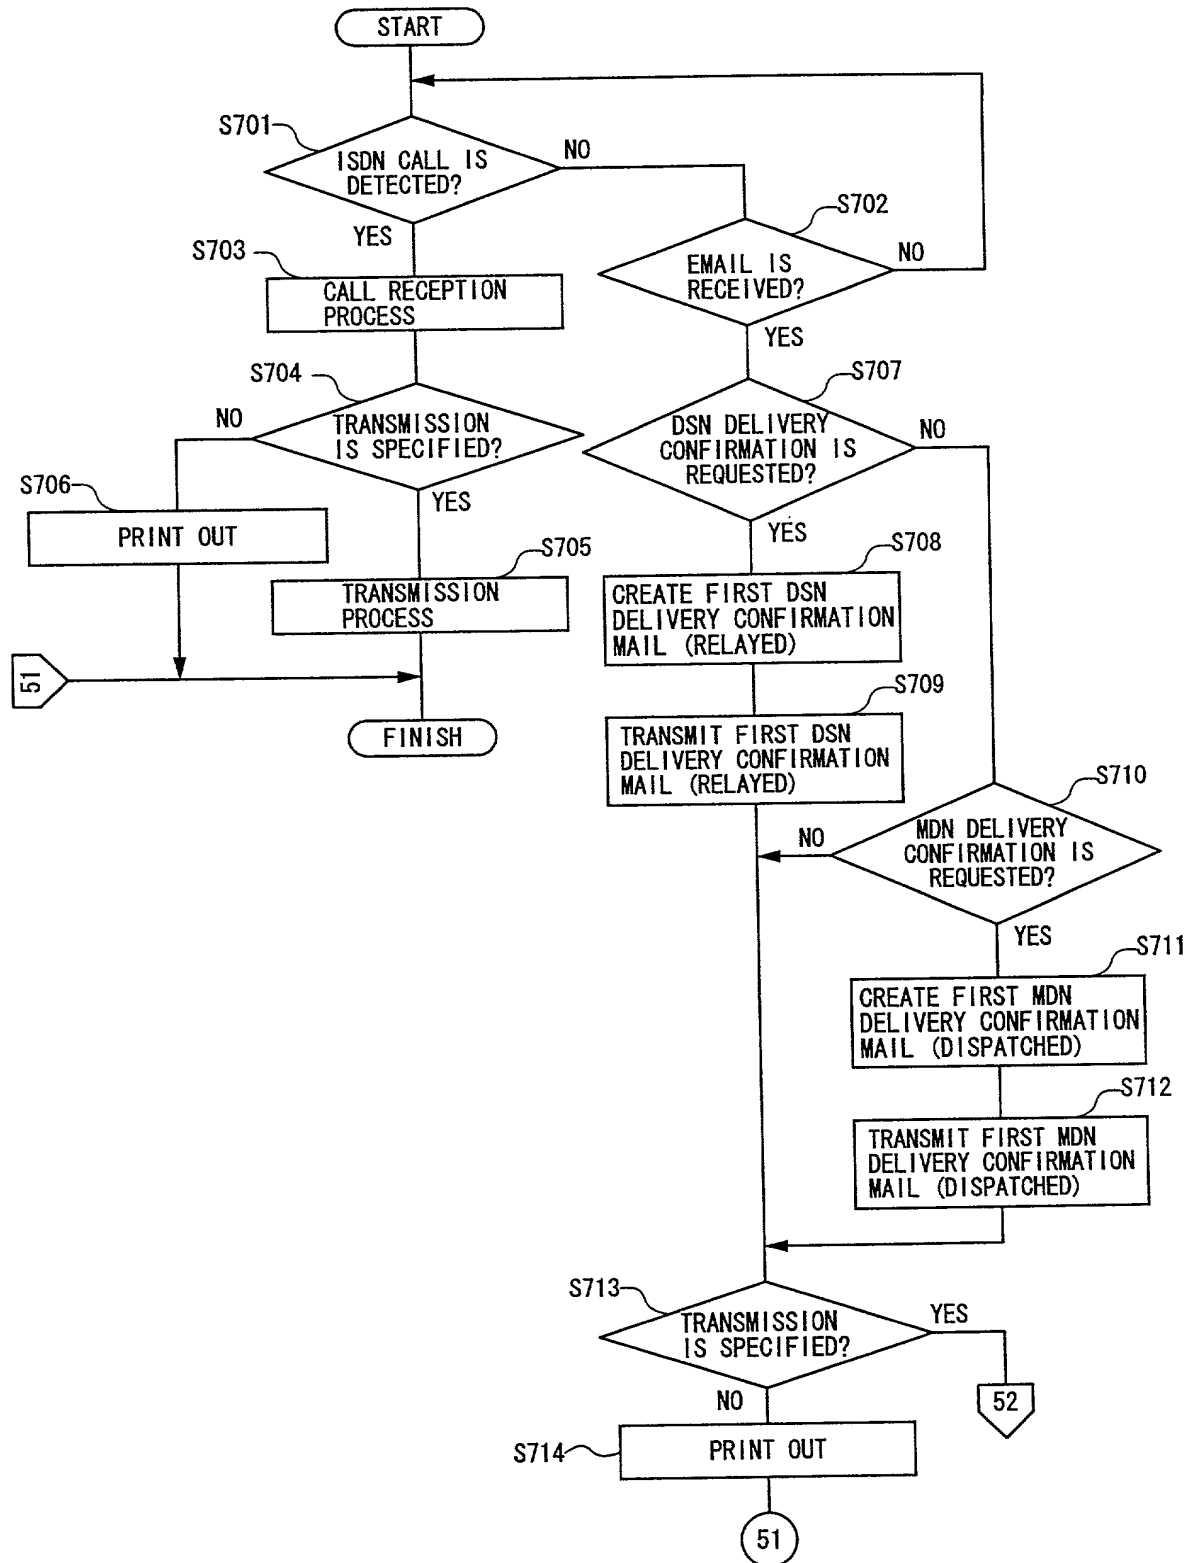 START
S701
ISDN CALL IS
DETECTED?
NO
YES
S702
EMAIL IS
RECEIVED?
NO
YES
S703
CALL RECEPTION
PROCESS
S704
TRANSMISSION
IS SPECIFIED?
NO
YES
S706
PRINT OUT
S705
TRANSMISSION
PROCESS
51
FINISH
S707
DSN DELIVERY
CONFIRMATION IS
REQUESTED?
NO
YES
S708
CREATE FIRST DSN
DELIVERY CONFIRMATION
MAIL (RELAYED)
S709
TRANSMIT FIRST DSN
DELIVERY CONFIRMATION
MAIL (RELAYED)
S710
MDN DELIVERY
CONFIRMATION IS
REQUESTED?
NO
YES
S711
CREATE FIRST MDN
DELIVERY CONFIRMATION
MAIL (DISPATCHED)
S712
TRANSMIT FIRST MDN
DELIVERY CONFIRMATION
MAIL (DISPATCHED)
S713
TRANSMISSION
IS SPECIFIED?
YES
52
NO
S714
PRINT OUT
51